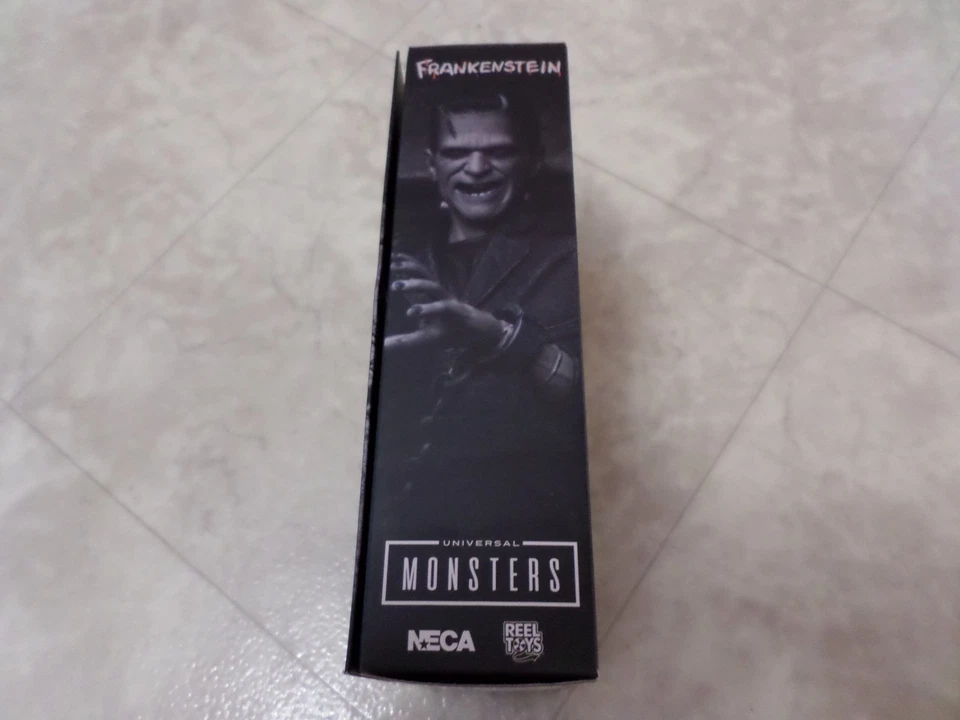 FRANKENSTEIN
UNIVERSAL
MONSTERS
NECA
REEL
TOYS